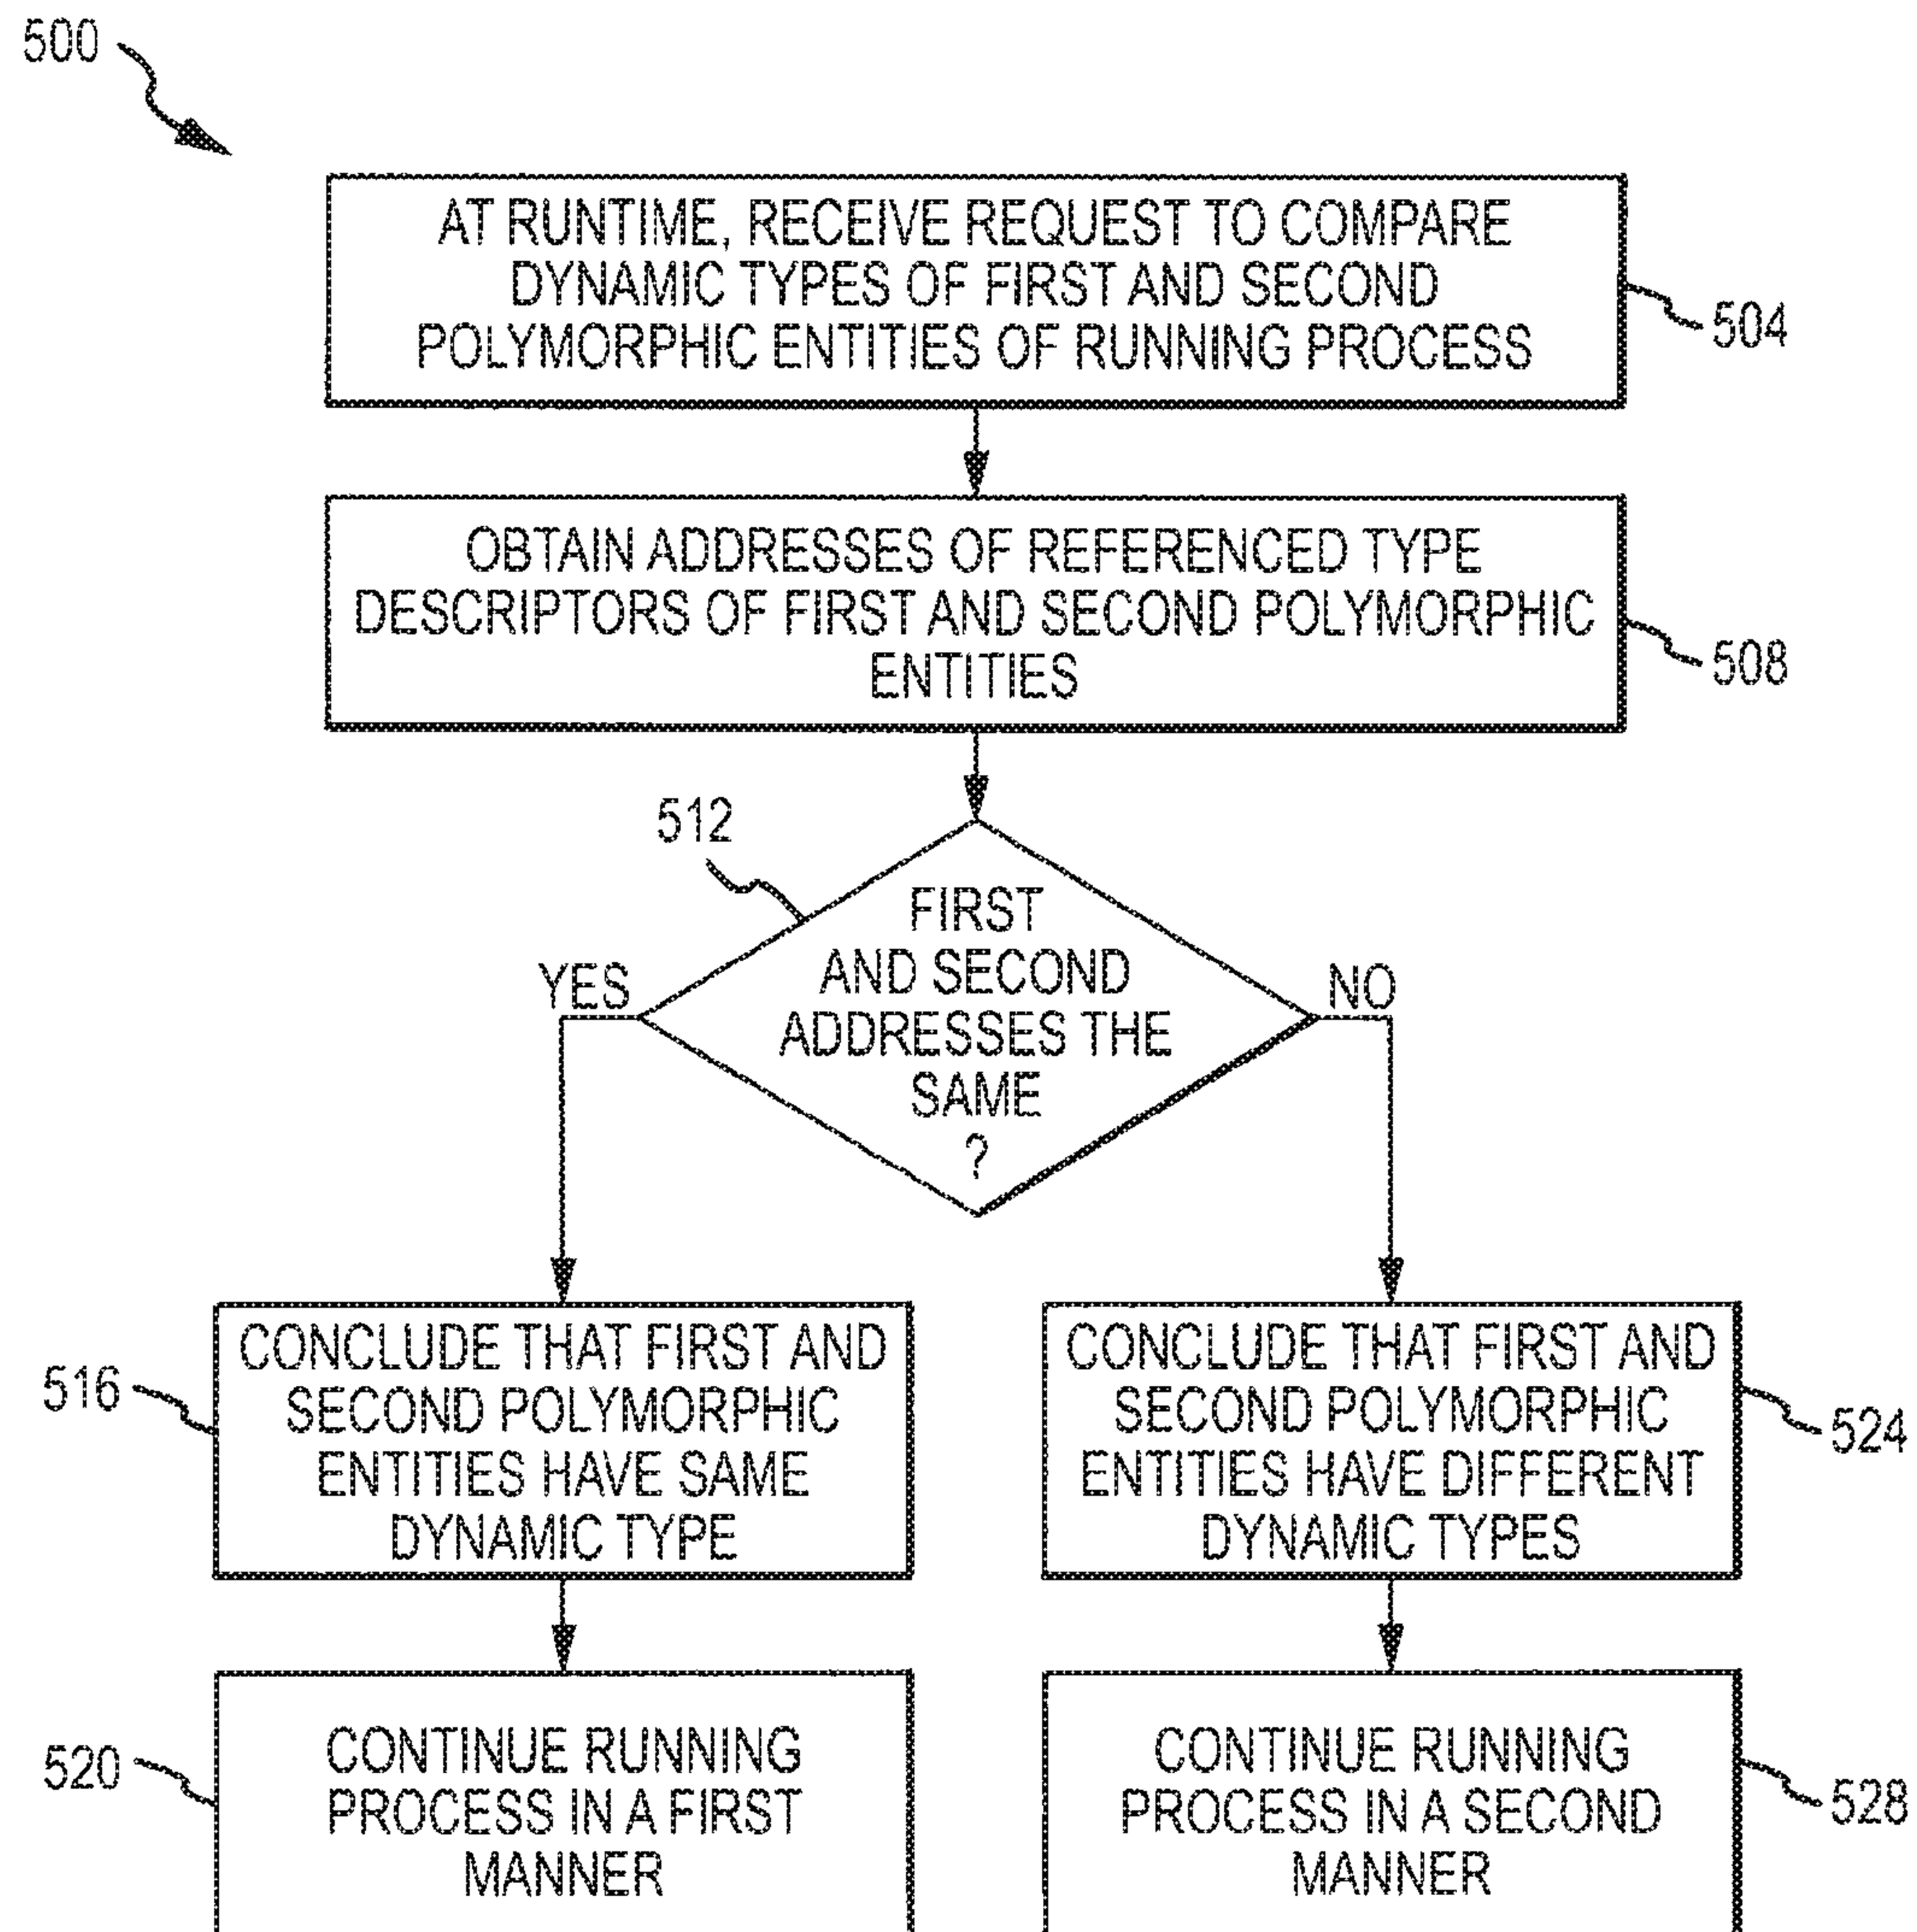 500
AT RUNTIME, RECEIVE REQUEST TO COMPARE
DYNAMIC TYPES OF FIRST AND SECOND
POLYMORPHIC ENTITIES OF RUNNING PROCESS
504
OBTAIN ADDRESSES OF REFERENCED TYPE
DESCRIPTORS OF FIRST AND SECOND POLYMORPHIC
ENTITIES
508
512
FIRST
AND SECOND
ADDRESSES THE
SAME
?
YES
NO
516
CONCLUDE THAT FIRST AND
SECOND POLYMORPHIC
ENTITIES HAVE SAME
DYNAMIC TYPE
CONCLUDE THAT FIRST AND
SECOND POLYMORPHIC
ENTITIES HAVE DIFFERENT
DYNAMIC TYPES
524
520
CONTINUE RUNNING
PROCESS IN A FIRST
MANNER
CONTINUE RUNNING
PROCESS IN A SECOND
MANNER
528